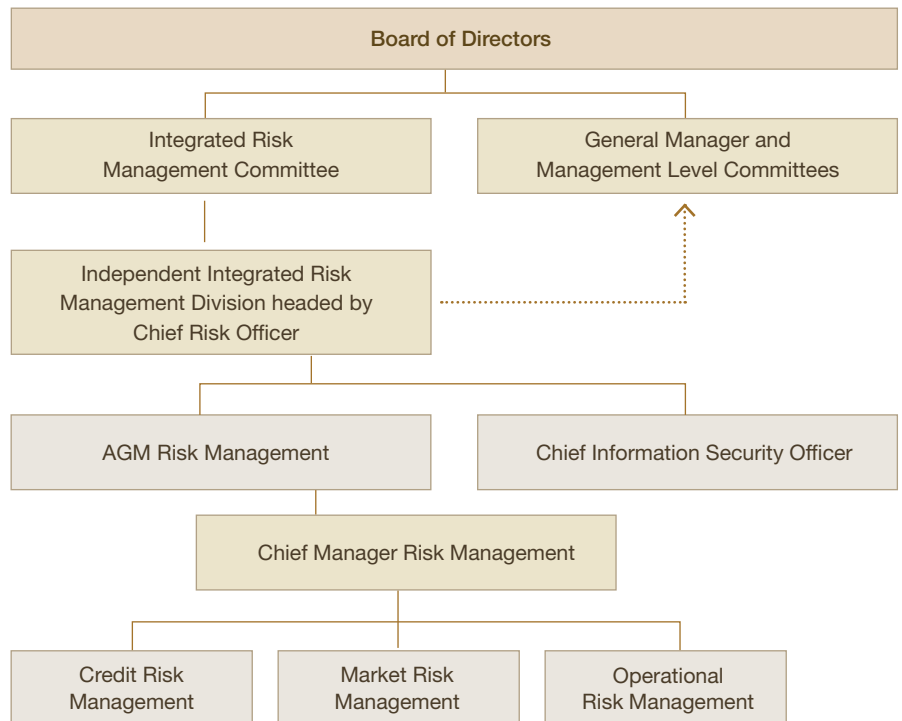 Board of Directors
Integrated Risk
Management Committee
General Manager and
Management Level Committees
Independent Integrated Risk
Management Division headed by
Chief Risk Officer
AGM Risk Management
Chief Information Security Officer
Chief Manager Risk Management
Credit Risk
Management
Market Risk
Management
Operational
Risk Management